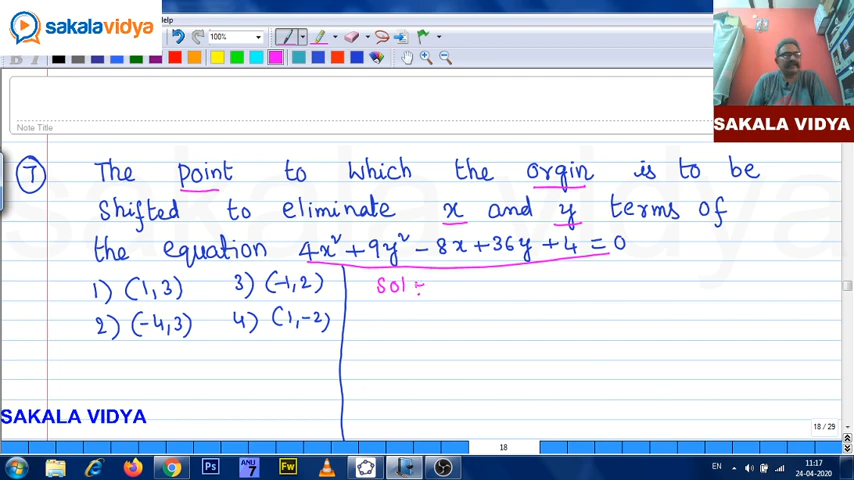 sakalavidya
Help
100%
SAKALA VIDYA
Note Title
7 The point to which the orgin is to be
shifted to eliminate x and y terms of
the equation 4x² + 9y² - 8x + 36y + 4 = 0
1) (1, 3) 3) (-1, 2) Sol :-
2) (-4, 3) 4) (1, -2)
SAKALA VIDYA
18 / 29
18
EN 11:17
24-04-2020